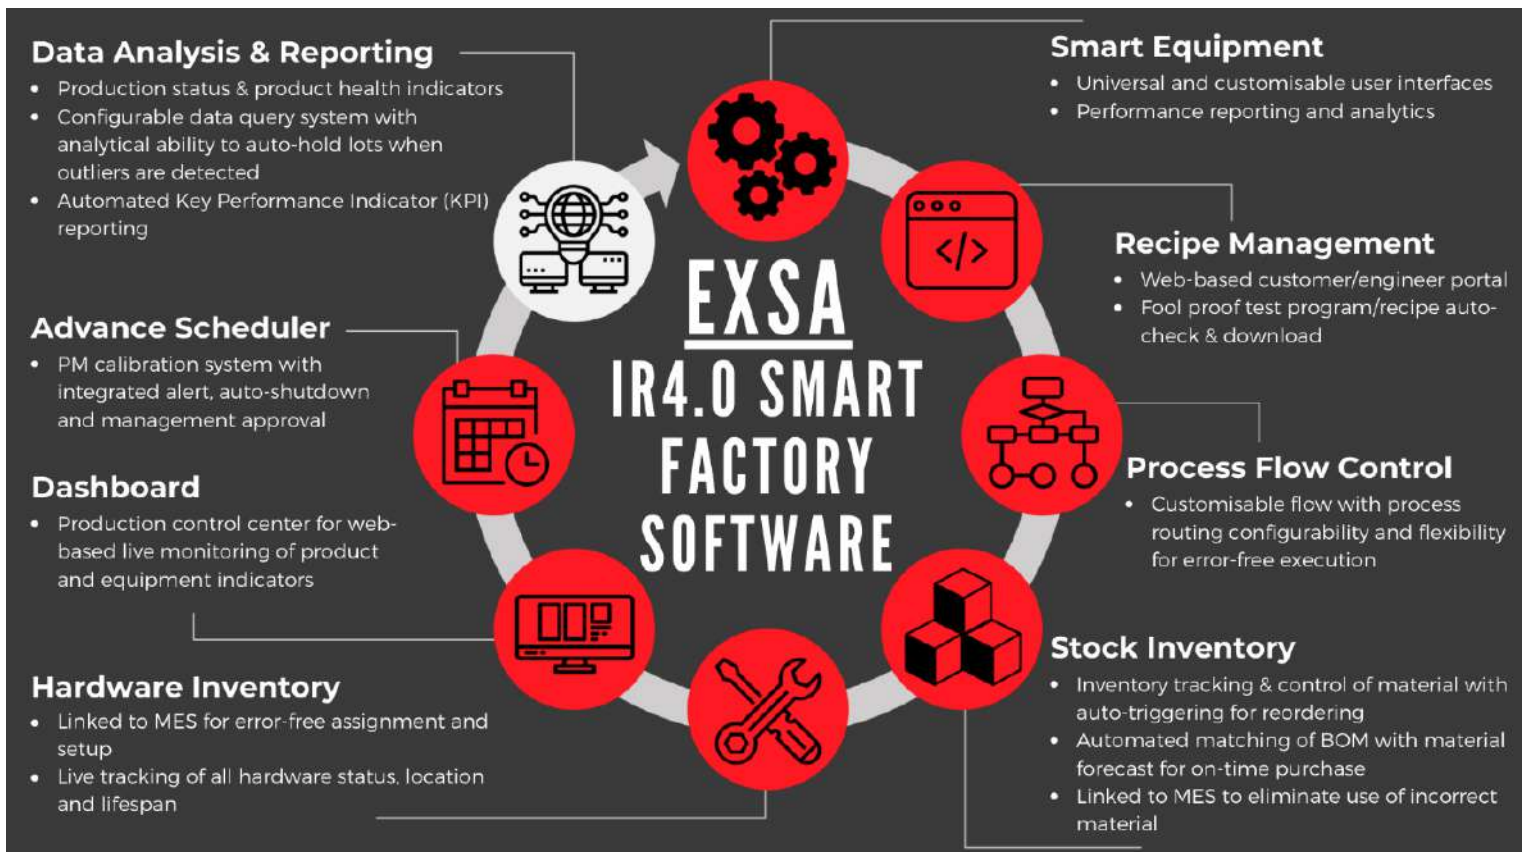 Data Analysis & Reporting
• Production status & product health indicators
• Configurable data query system with
analytical ability to auto-hold lots when
outliers are detected
• Automated Key Performance Indicator (KPI)
reporting
Advance Scheduler
• PM calibration system with
integrated alert, auto-shutdown
and management approval
Dashboard
• Production control center for web-
based live monitoring of product
and equipment indicators
Hardware Inventory
• Linked to MES for error-free assignment and
setup
• Live tracking of all hardware status, location
and lifespan
EXSA
IR4.0 SMART
FACTORY
SOFTWARE
</>
Smart Equipment
• Universal and customisable user interfaces
• Performance reporting and analytics
Recipe Management
• Web-based customer/engineer portal
• Fool proof test program/recipe auto-
check & download
Process Flow Control
• Customisable flow with process
routing configurability and flexibility
for error-free execution
Stock Inventory
• Inventory tracking & control of material with
auto-triggering for reordering
• Automated matching of BOM with material
forecast for on-time purchase
• Linked to MES to eliminate use of incorrect
material